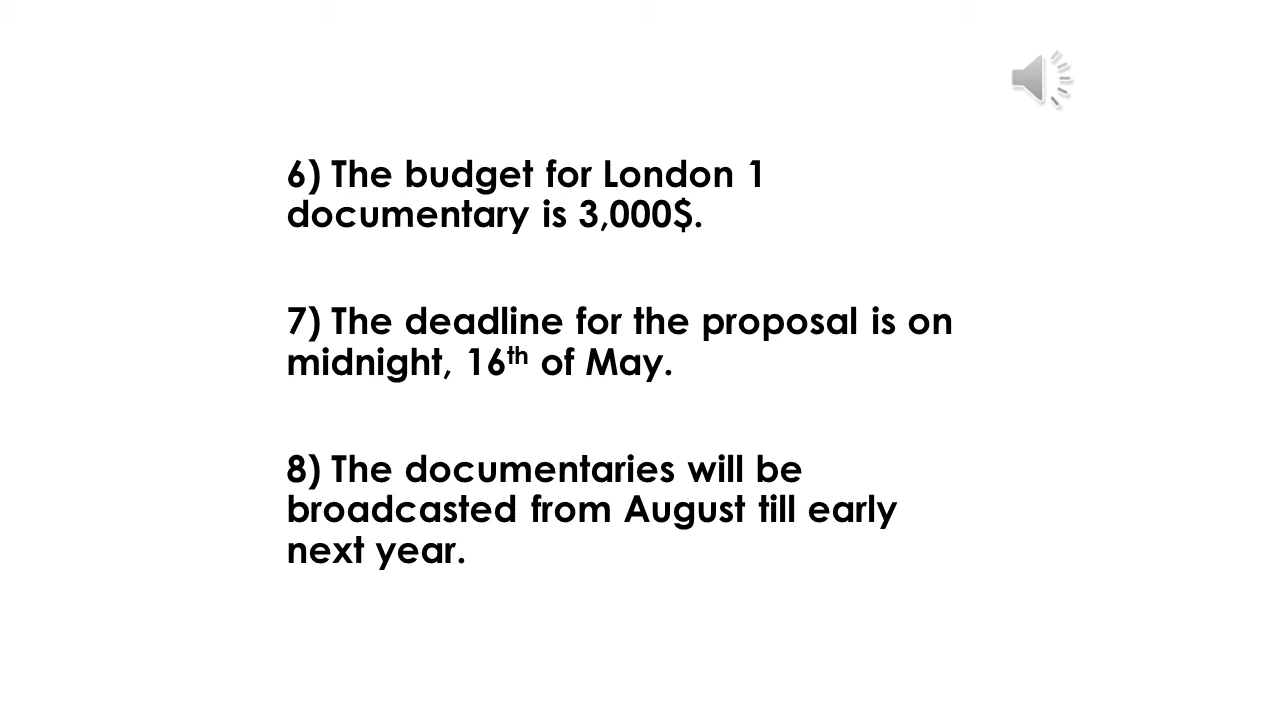 6) The budget for London 1
documentary is 3,000$.
7) The deadline for the proposal is on
midnight, 16th of May.
8) The documentaries will be
broadcasted from August till early
next year.